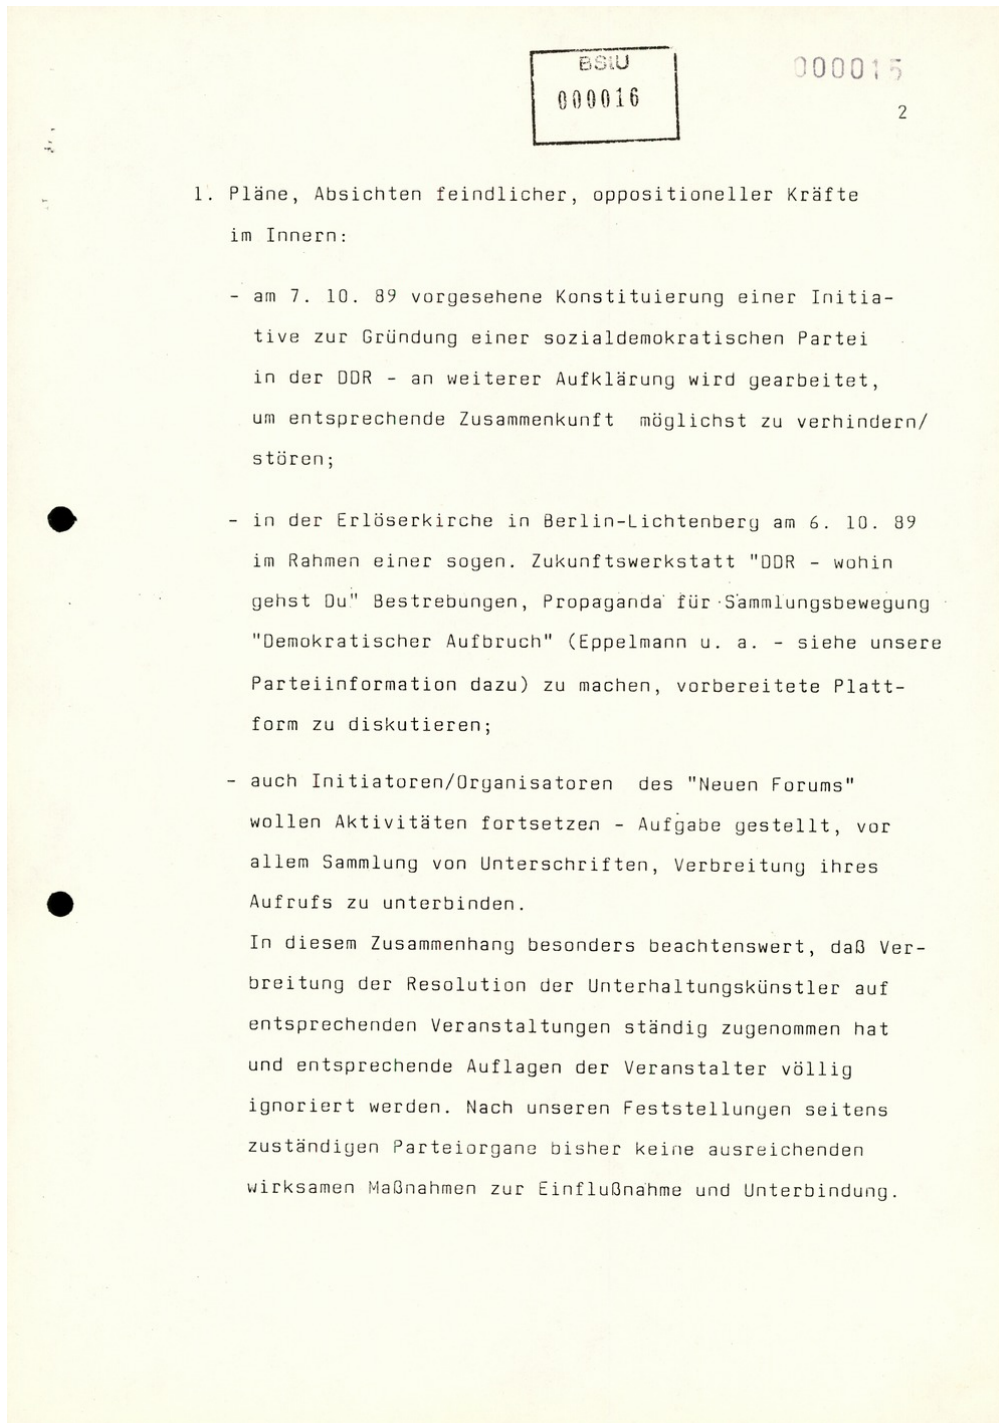 BStU
000016
000015
2
1. Pläne, Absichten feindlicher, oppositioneller Kräfte
im Innern:
- am 7. 10. 89 vorgesehene Konstituierung einer Initia-
tive zur Gründung einer sozialdemokratischen Partei
in der DDR - an weiterer Aufklärung wird gearbeitet,
um entsprechende Zusammenkunft möglichst zu verhindern/
stören;
- in der Erlöserkirche in Berlin-Lichtenberg am 6. 10. 89
im Rahmen einer sogen. Zukunftswerkstatt "DDR - wohin
gehst Du" Bestrebungen, Propaganda für Sammlungsbewegung
"Demokratischer Aufbruch" (Eppelmann u. a. - siehe unsere
Parteiinformation dazu) zu machen, vorbereitete Platt-
form zu diskutieren;
- auch Initiatoren/Organisatoren des "Neuen Forums"
wollen Aktivitäten fortsetzen - Aufgabe gestellt, vor
allem Sammlung von Unterschriften, Verbreitung ihres
Aufrufs zu unterbinden.
In diesem Zusammenhang besonders beachtenswert, daß Ver-
breitung der Resolution der Unterhaltungskünstler auf
entsprechenden Veranstaltungen ständig zugenommen hat
und entsprechende Auflagen der Veranstalter völlig
ignoriert werden. Nach unseren Feststellungen seitens
zuständigen Parteiorgane bisher keine ausreichenden
wirksamen Maßnahmen zur Einflußnahme und Unterbindung.